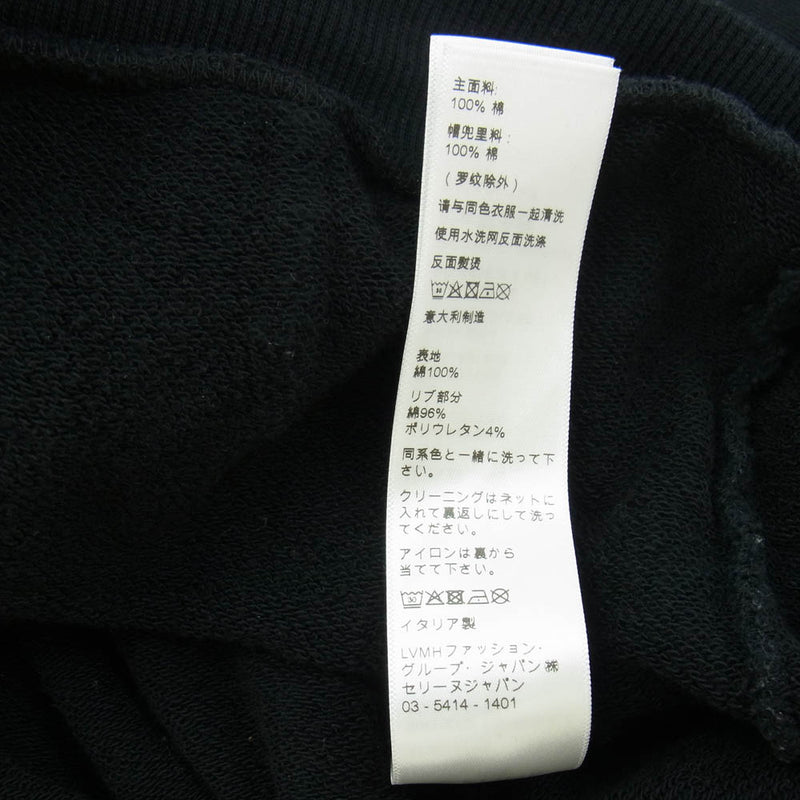 主面料:
100% 棉
帽兜里料:
100% 棉
(罗纹除外)
请与同色衣服一起清洗
使用水洗网反面洗涤
反面熨烫
意大利制造
表地
綿100%
リブ部分
綿96%
ポリウレタン4%
同系色と一緒に洗って下
さい。
クリーニングはネットに
入れて裏返しにして洗っ
てください。
アイロンは裏から
当てて下さい。
30
イタリア製
LVMHファッション・
グループ・ジャパン㈱
セリーヌジャパン
03 - 5414 - 1401